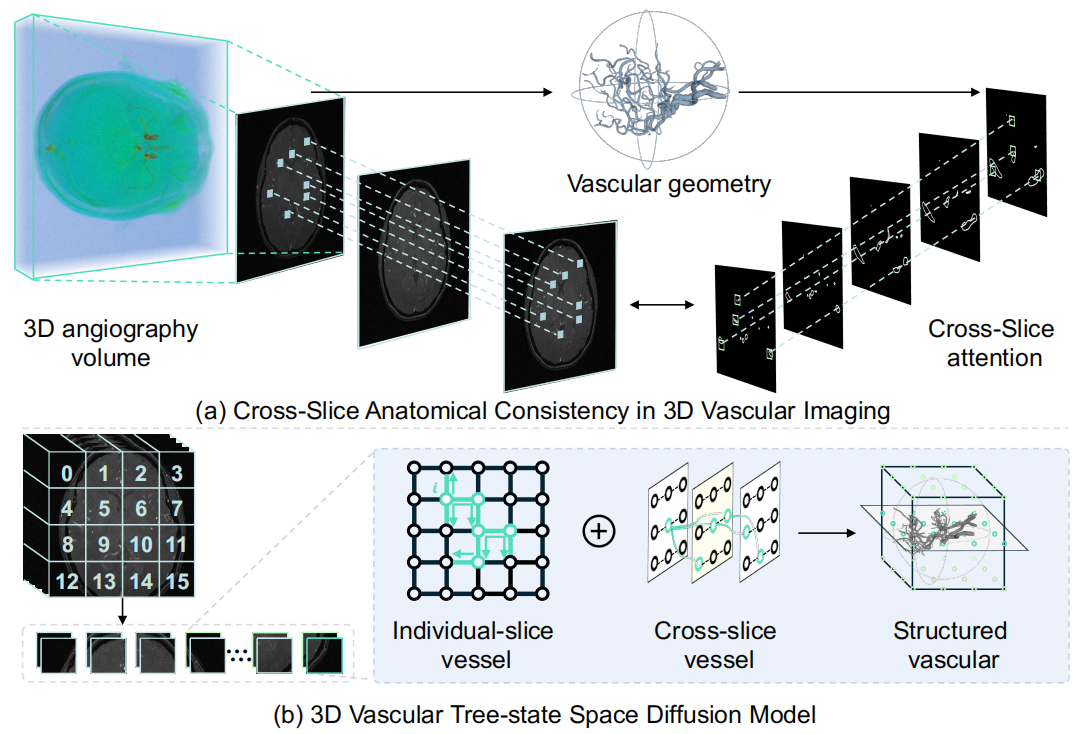 Vascular geometry
3D angiography
volume
Cross-Slice
attention
(a) Cross-Slice Anatomical Consistency in 3D Vascular Imaging
0 1 2 3
4 5 6 7
8 9 10 11
12 13 14 15
i
Individual-slice
vessel
Cross-slice
vessel
Structured
vascular
(b) 3D Vascular Tree-state Space Diffusion Model